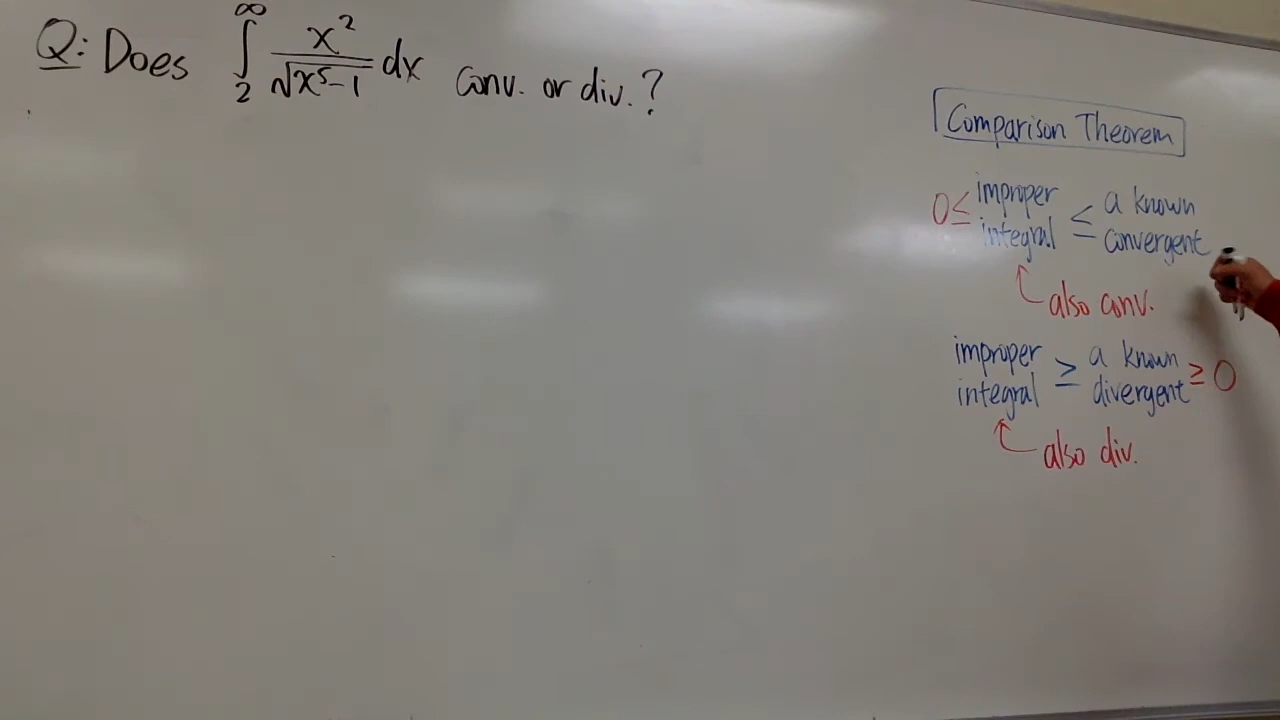 Q: Does ∫₂^∞ x²/√(x⁵-1) dx conv. or div.?
Comparison Theorem
0 ≤ improper integral ≤ a known convergent
also conv.
improper integral ≥ a known divergent ≥ 0
also div.